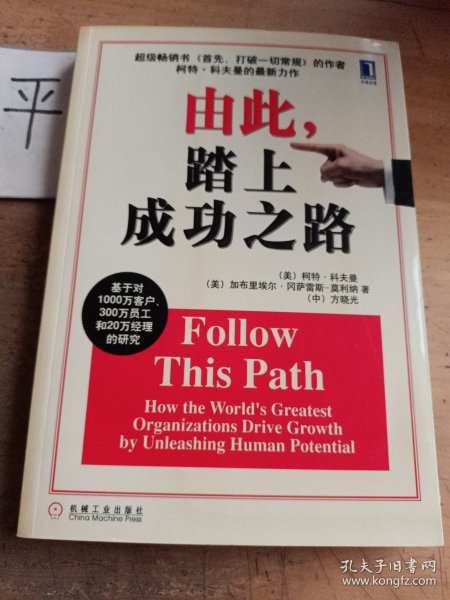 平
超级畅销书《首先，打破一切常规》的作者
柯特·科夫曼的最新力作
由此，
踏上
成功之路
（美）柯特·科夫曼
（美）加布里埃尔·冈萨雷斯-莫利纳 著
（中）方晓光
基于对
1000万客户、
300万员工
和20万经理
的研究
Follow
This Path
How the World's Greatest
Organizations Drive Growth
by Unleashing Human Potential
机械工业出版社
China Machine Press
孔夫子旧书网
www.kongfz.com